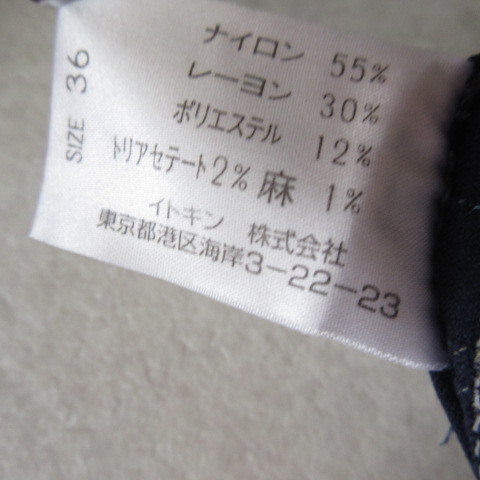 SIZE 36
ナイロン 55%
レーヨン 30%
ポリエステル 12%
トリアセテート2% 麻 1%
イトキン 株式会社
東京都港区海岸3-22-23